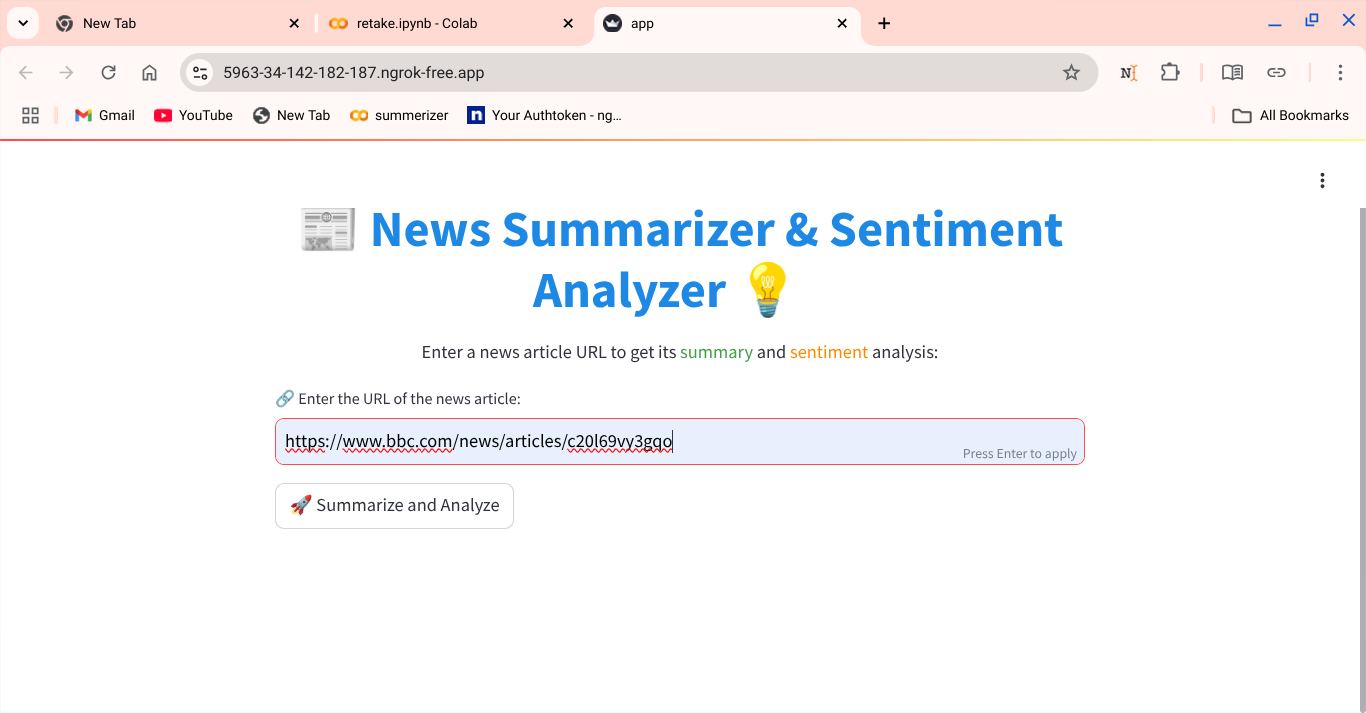 New Tab
retake.ipynb - Colab
app
5963-34-142-182-187.ngrok-free.app
Gmail
YouTube
New Tab
summerizer
Your Authtoken - ng...
All Bookmarks
📰 News Summarizer & Sentiment
Analyzer 💡
Enter a news article URL to get its summary and sentiment analysis:
🔗 Enter the URL of the news article:
https://www.bbc.com/news/articles/c20l69vy3gqo
Press Enter to apply
🚀 Summarize and Analyze